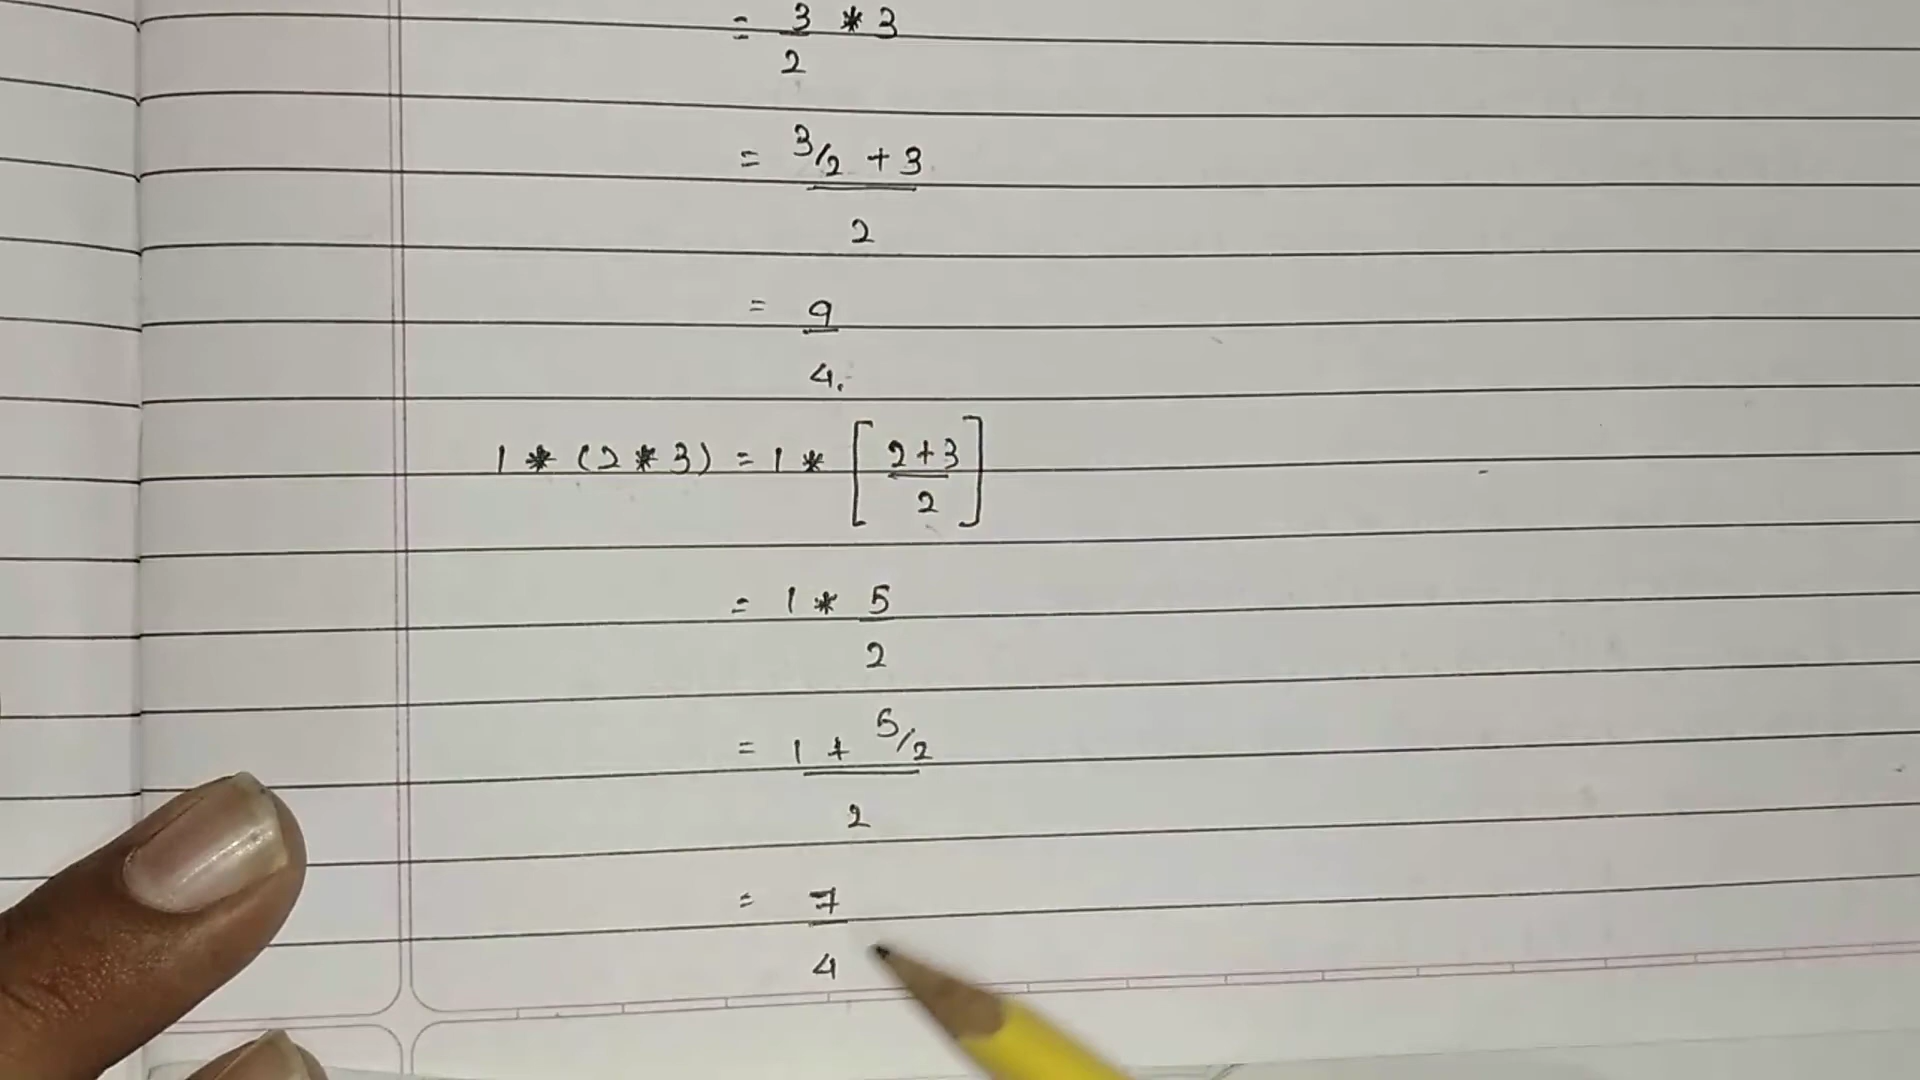 = 3/2 * 3
= 3/2 + 3 / 2
= 9/4.
1 * (2 * 3) = 1 * [2+3 / 2]
= 1 * 5/2
= 1 + 5/2 / 2
= 7/4